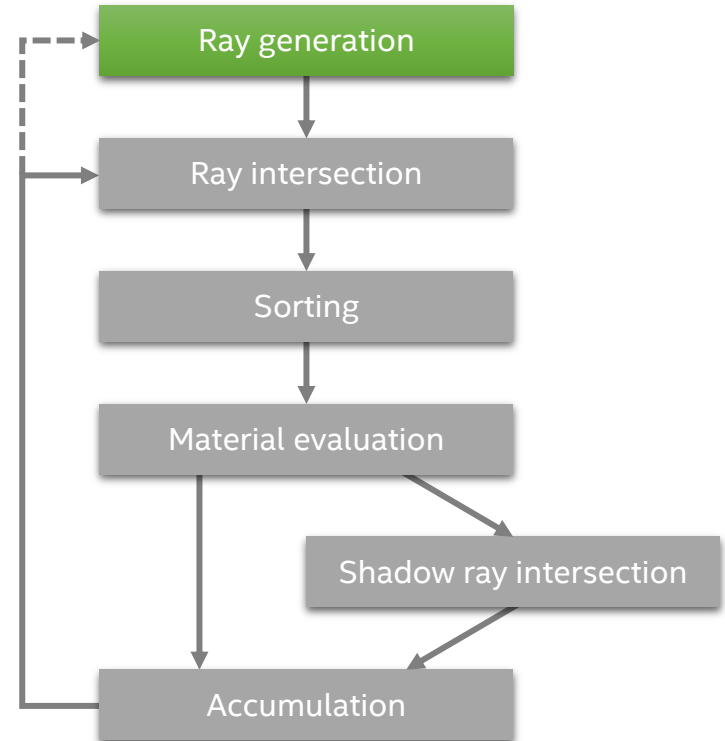 Ray generation
Ray intersection
Sorting
Material evaluation
Shadow ray intersection
Accumulation